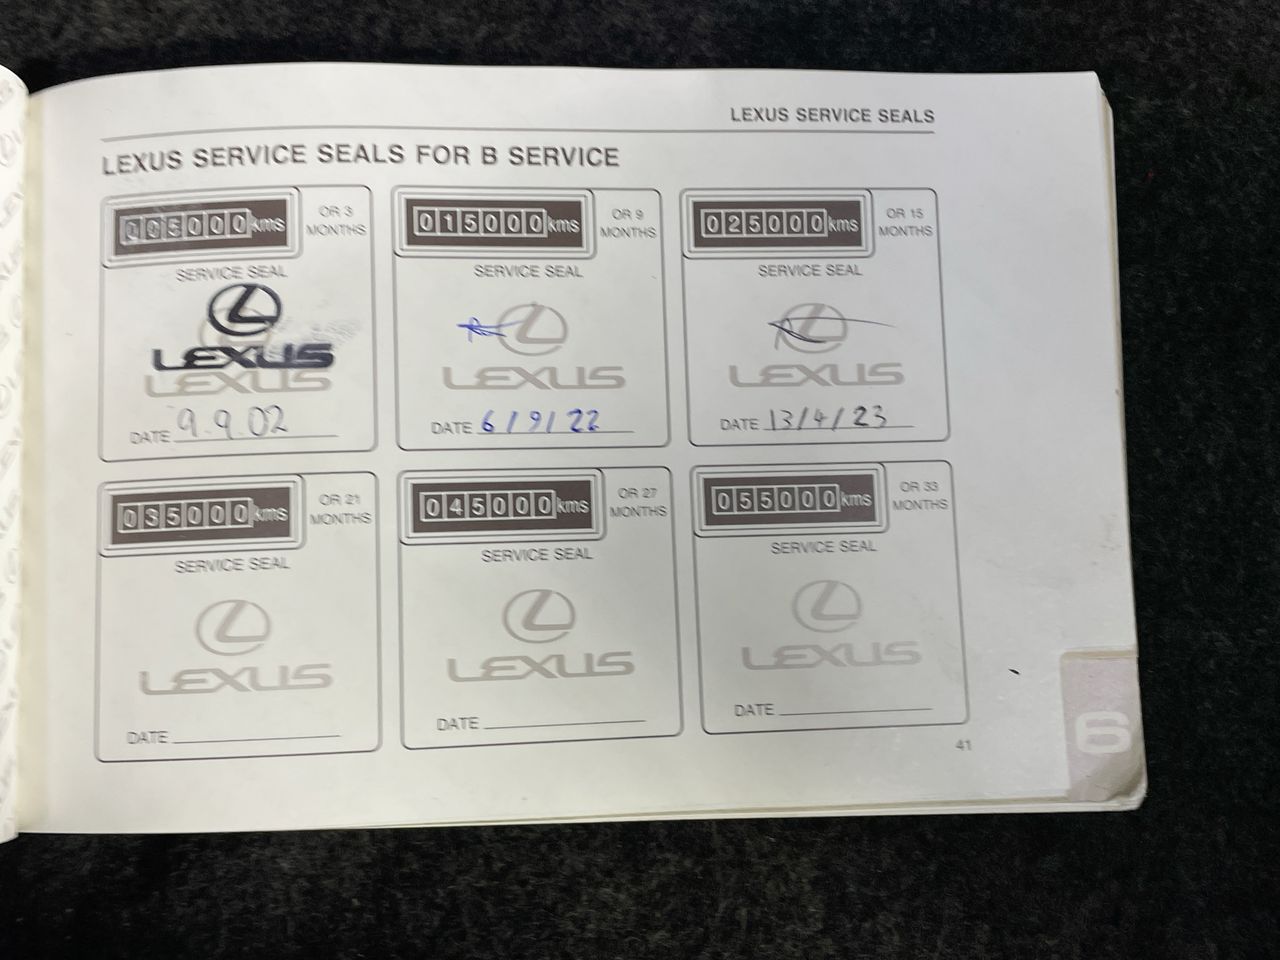 LEXUS SERVICE SEALS
LEXUS SERVICE SEALS FOR B SERVICE
005000 kms
OR 3
MONTHS
SERVICE SEAL
LEXUS
LEXUS
DATE 9.9.02
015000 kms
OR 9
MONTHS
SERVICE SEAL
LEXUS
DATE 6/9/22
025000 kms
OR 15
MONTHS
SERVICE SEAL
LEXUS
DATE 13/4/23
035000 kms
OR 21
MONTHS
SERVICE SEAL
LEXUS
DATE
045000 kms
OR 27
MONTHS
SERVICE SEAL
LEXUS
DATE
055000 kms
OR 33
MONTHS
SERVICE SEAL
LEXUS
DATE
41
6